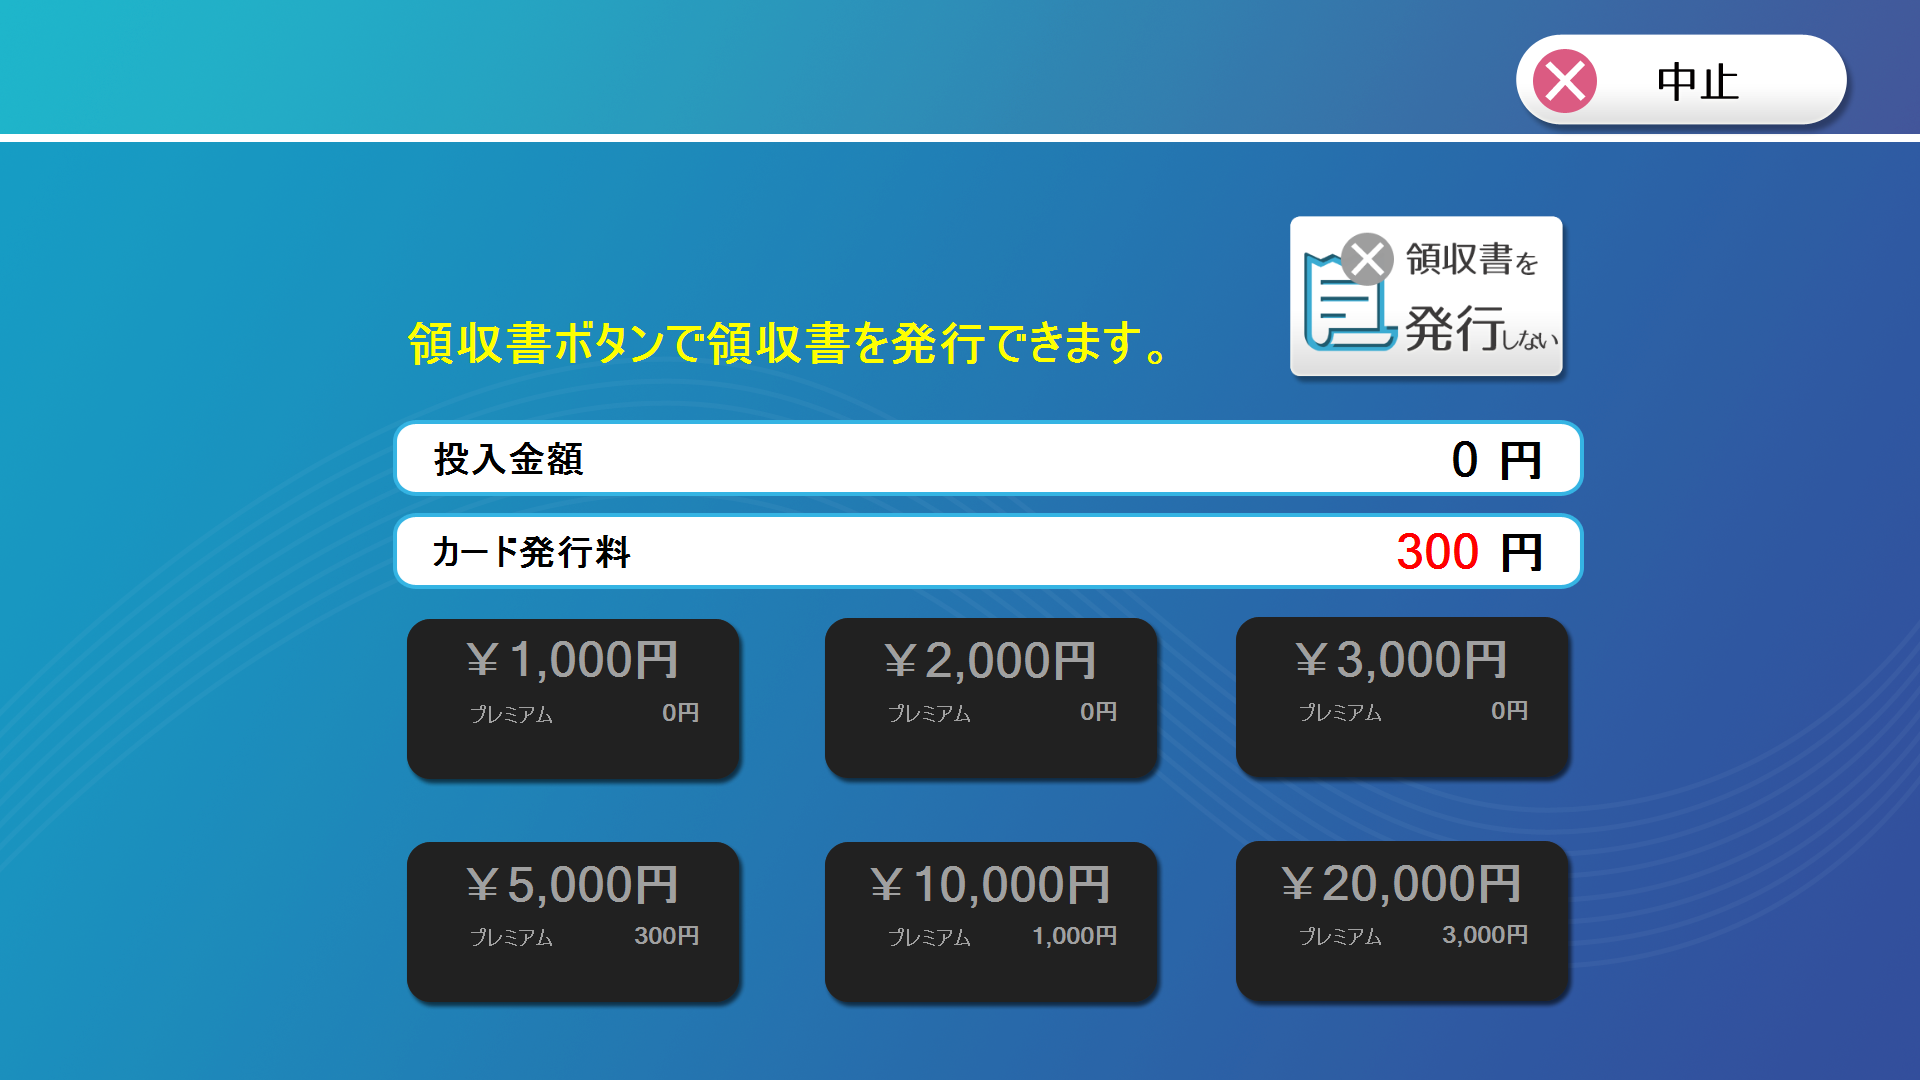 中止
領収書を
発行しない
領収書ボタンで領収書を発行できます。
投入金額 0 円
カード発行料 300 円
￥1,000円
プレミアム 0円
￥2,000円
プレミアム 0円
￥3,000円
プレミアム 0円
￥5,000円
プレミアム 300円
￥10,000円
プレミアム 1,000円
￥20,000円
プレミアム 3,000円